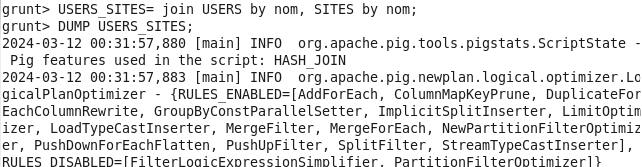 grunt> USERS_SITES= join USERS by nom, SITES by nom;
grunt> DUMP USERS_SITES;
2024-03-12 00:31:57,880 [main] INFO  org.apache.pig.tools.pigstats.ScriptState -
 Pig features used in the script: HASH_JOIN
2024-03-12 00:31:57,883 [main] INFO  org.apache.pig.newplan.logical.optimizer.Lo
gicalPlanOptimizer - {RULES_ENABLED=[AddForEach, ColumnMapKeyPrune, DuplicateFor
EachColumnRewrite, GroupByConstParallelSetter, ImplicitSplitInserter, LimitOptim
izer, LoadTypeCastInserter, MergeFilter, MergeForEach, NewPartitionFilterOptimiz
er, PushDownForEachFlatten, PushUpFilter, SplitFilter, StreamTypeCastInserter],
RULES_DISABLED=[FilterLogicExpressionSimplifier, PartitionFilterOptimizer]}